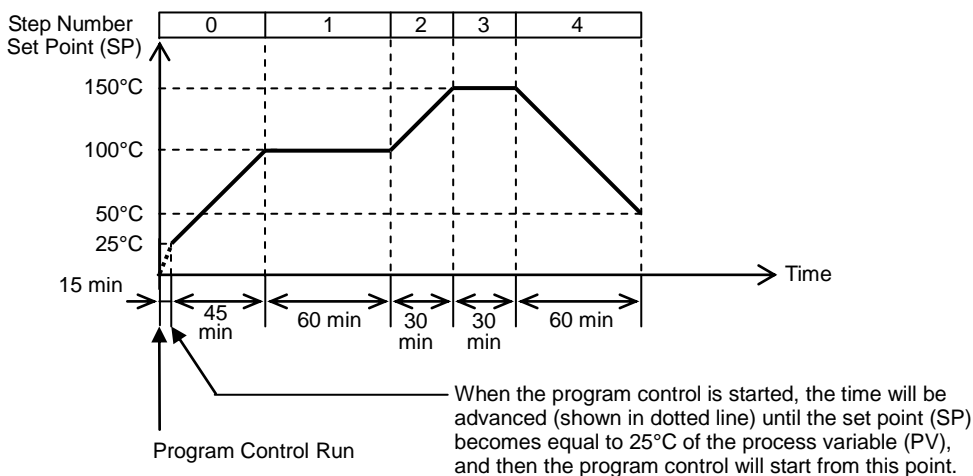 Step Number
0 1 2 3 4
Set Point (SP)
150°C
100°C
50°C
25°C
Time
15 min
45
min
60 min
30
min
30
min
60 min
When the program control is started, the time will be
advanced (shown in dotted line) until the set point (SP)
becomes equal to 25°C of the process variable (PV),
and then the program control will start from this point.
Program Control Run